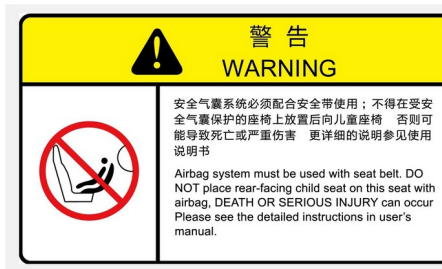 警 告
WARNING
安全气囊系统必须配合安全带使用；不得在受安
全气囊保护的座椅上放置后向儿童座椅 否则可
能导致死亡或严重伤害 更详细的说明参见使用
说明书
Airbag system must be used with seat belt. DO
NOT place rear-facing child seat on this seat with
airbag, DEATH OR SERIOUS INJURY can occur
Please see the detailed instructions in user's
manual.